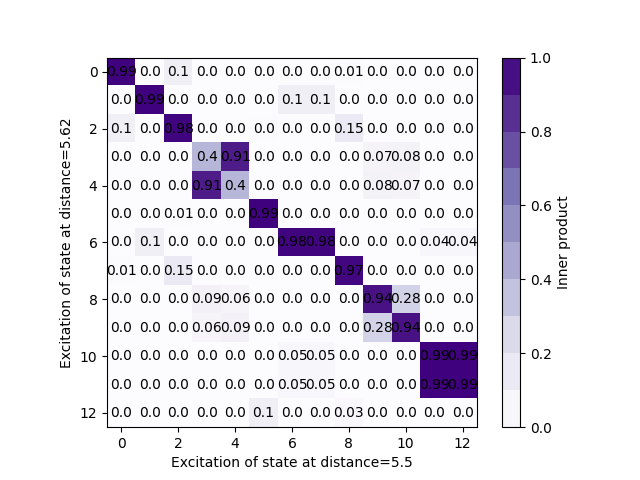 0 0.99 0.0 0.1 0.0 0.0 0.0 0.0 0.0 0.01 0.0 0.0 0.0 0.0
0.0 0.99 0.0 0.0 0.0 0.0 0.1 0.1 0.0 0.0 0.0 0.0 0.0
2 0.1 0.0 0.98 0.0 0.0 0.0 0.0 0.0 0.15 0.0 0.0 0.0 0.0
0.0 0.0 0.0 0.4 0.91 0.0 0.0 0.0 0.0 0.07 0.08 0.0 0.0
4 0.0 0.0 0.0 0.91 0.4 0.0 0.0 0.0 0.0 0.08 0.07 0.0 0.0
0.0 0.0 0.01 0.0 0.0 0.99 0.0 0.0 0.0 0.0 0.0 0.0 0.0
6 0.0 0.1 0.0 0.0 0.0 0.0 0.98 0.98 0.0 0.0 0.0 0.04 0.04
0.01 0.0 0.15 0.0 0.0 0.0 0.0 0.0 0.97 0.0 0.0 0.0 0.0
8 0.0 0.0 0.0 0.09 0.06 0.0 0.0 0.0 0.0 0.94 0.28 0.0 0.0
0.0 0.0 0.0 0.06 0.09 0.0 0.0 0.0 0.0 0.28 0.94 0.0 0.0
10 0.0 0.0 0.0 0.0 0.0 0.0 0.05 0.05 0.0 0.0 0.0 0.99 0.99
0.0 0.0 0.0 0.0 0.0 0.0 0.05 0.05 0.0 0.0 0.0 0.99 0.99
12 0.0 0.0 0.0 0.0 0.0 0.1 0.0 0.0 0.03 0.0 0.0 0.0 0.0
0 2 4 6 8 10 12
Excitation of state at distance=5.5
Excitation of state at distance=5.62
1.0
0.8
0.6
0.4
0.2
0.0
Inner product